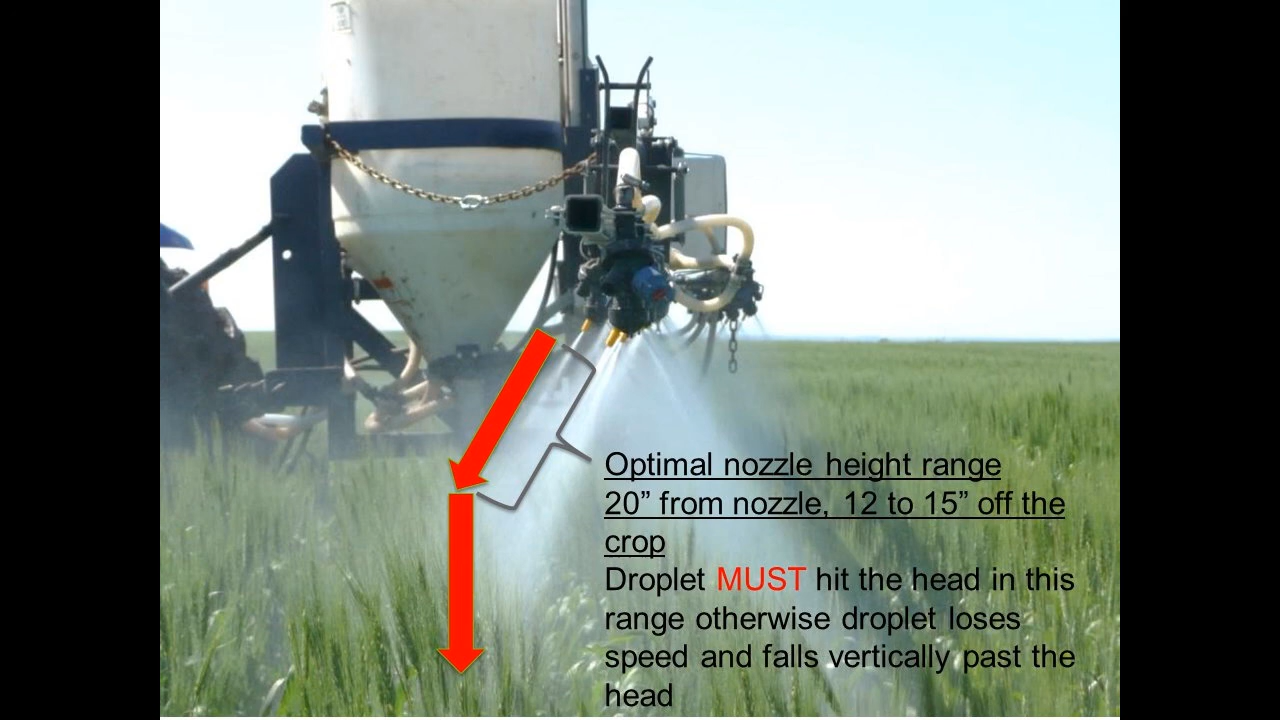 Optimal nozzle height range
20” from nozzle, 12 to 15” off the
crop
Droplet MUST hit the head in this
range otherwise droplet loses
speed and falls vertically past the
head